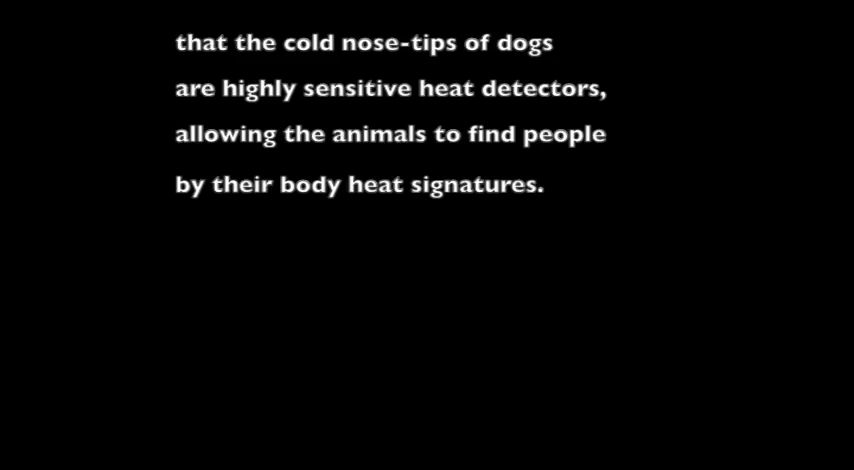 that the cold nose-tips of dogs
are highly sensitive heat detectors,
allowing the animals to find people
by their body heat signatures.